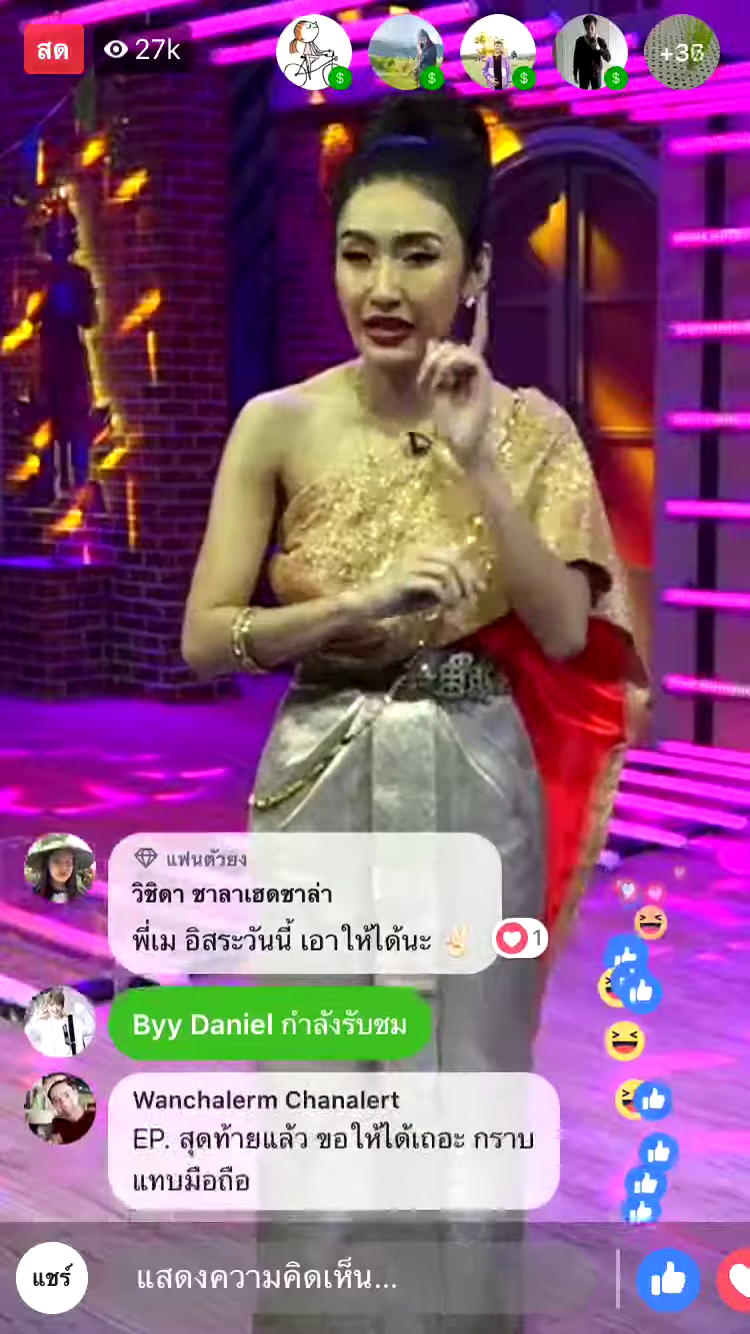 สด
27k
+36
แฟนตัวยง
วิชิดา ชาลาเฮดชาล่า
พี่เม อิสระวันนี้ เอาให้ได้นะ ✌🏻
1
Byy Daniel กำลังรับชม
Wanchalerm Chanalert
EP. สุดท้ายแล้ว ขอให้ได้เถอะ กราบ
แทบมือถือ
แชร์
แสดงความคิดเห็น...